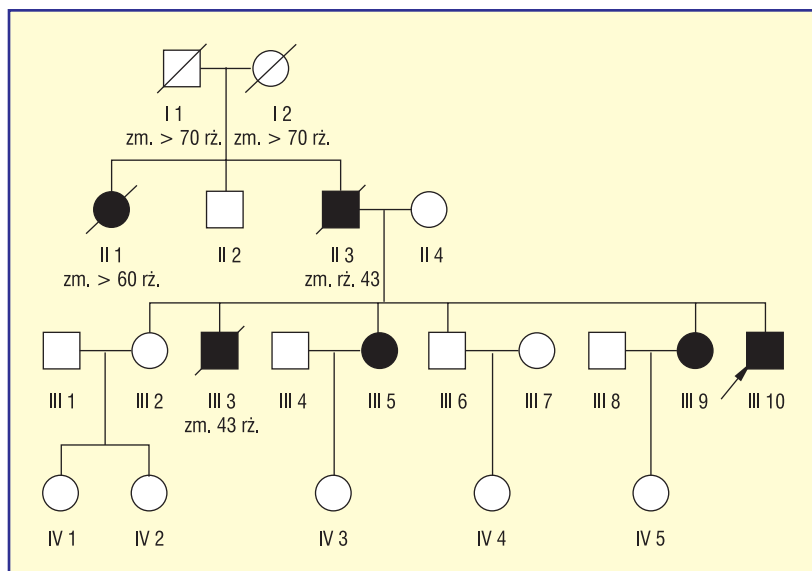 I 1 I 2
zm. > 70 rż. zm. > 70 rż.
II 1 II 2 II 3 II 4
zm. > 60 rż. zm. rż. 43
III 1 III 2 III 3 III 4 III 5 III 6 III 7 III 8 III 9 III 10
zm. 43 rż.
IV 1 IV 2 IV 3 IV 4 IV 5